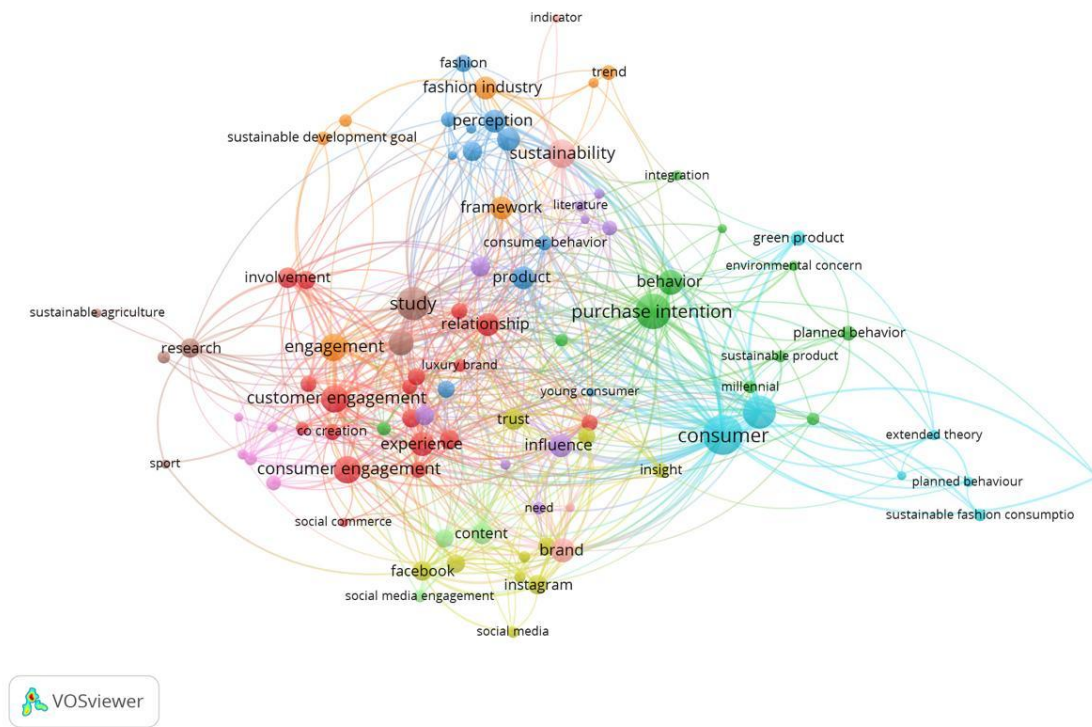 indicator
fashion
trend
fashion industry
perception
sustainable development goal
sustainability
integration
literature
framework
green product
consumer behavior
environmental concern
involvement
product
behavior
study
purchase intention
sustainable agriculture
relationship
planned behavior
research
engagement
sustainable product
luxury brand
young consumer
millennial
customer engagement
trust
co creation
consumer
extended theory
experience
influence
sport
consumer engagement
insight
planned behaviour
need
sustainable fashion consumptio
social commerce
content
brand
facebook
instagram
social media engagement
social media
VOSviewer